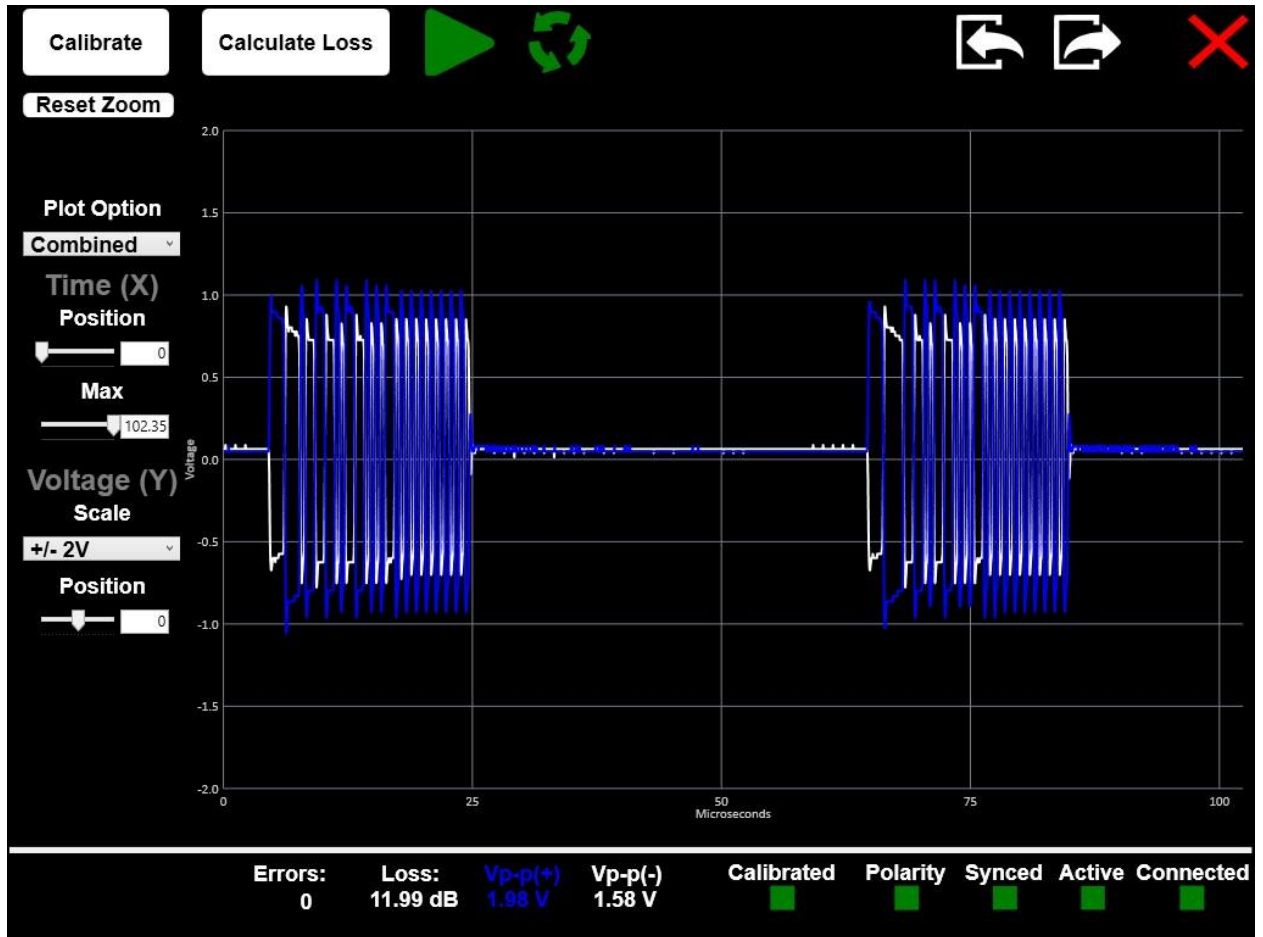 Calibrate
Calculate Loss
Reset Zoom
Plot Option
Combined
Time (X)
Position
0
Max
102.35
Voltage (Y)
Scale
+/- 2V
Position
0
2.0
1.5
1.0
0.5
0.0
-0.5
-1.0
-1.5
-2.0
Voltage
0 25 50 75 100
Microseconds
Errors: Loss: Vp-p(+) Vp-p(-) Calibrated Polarity Synced Active Connected
0 11.99 dB 1.98 V 1.58 V